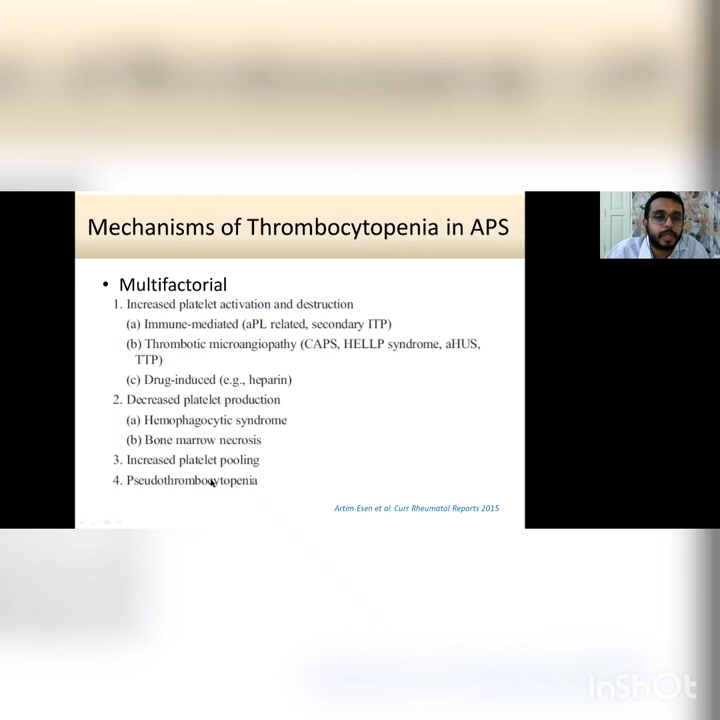 Mechanisms of Thrombocytopenia in APS
• Multifactorial
1. Increased platelet activation and destruction
(a) Immune-mediated (aPL related, secondary ITP)
(b) Thrombotic microangiopathy (CAPS, HELLP syndrome, aHUS,
TTP)
(c) Drug-induced (e.g., heparin)
2. Decreased platelet production
(a) Hemophagocytic syndrome
(b) Bone marrow necrosis
3. Increased platelet pooling
4. Pseudothrombocytopenia
Artim Esen et al Curr Rheumatol Reports 2015
InShOt